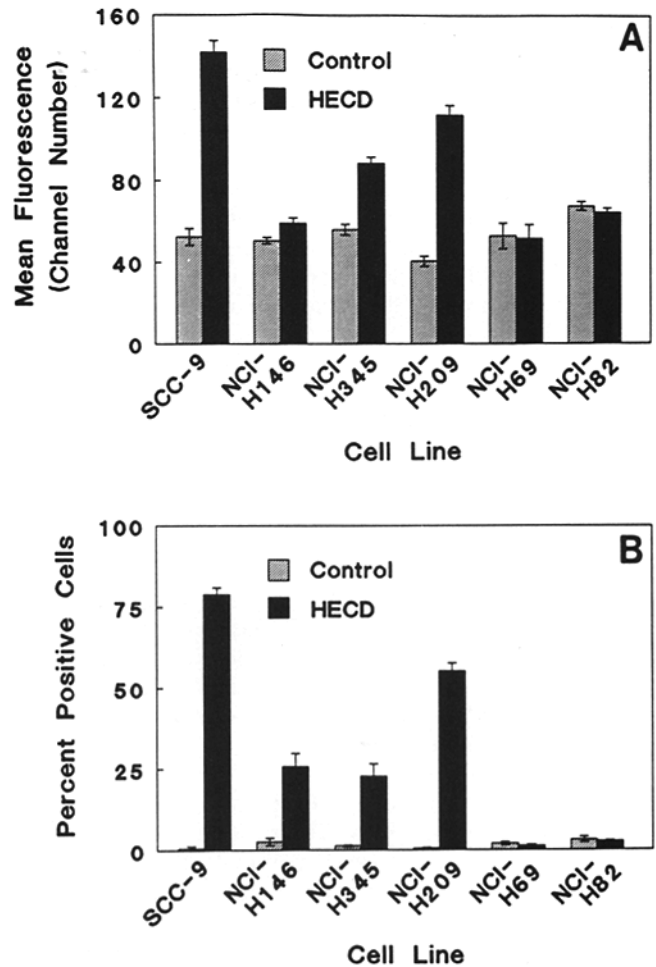 A
Mean Fluorescence
(Channel Number)
160
120
80
40
0
Control
HECD
SCC-9
NCI-
H146
NCI-
H345
NCI-
H209
NCI-
H69
NCI-
H82
Cell Line
B
Percent Positive Cells
100
75
50
25
0
Control
HECD
SCC-9
NCI-
H146
NCI-
H345
NCI-
H209
NCI-
H69
NCI-
H82
Cell Line